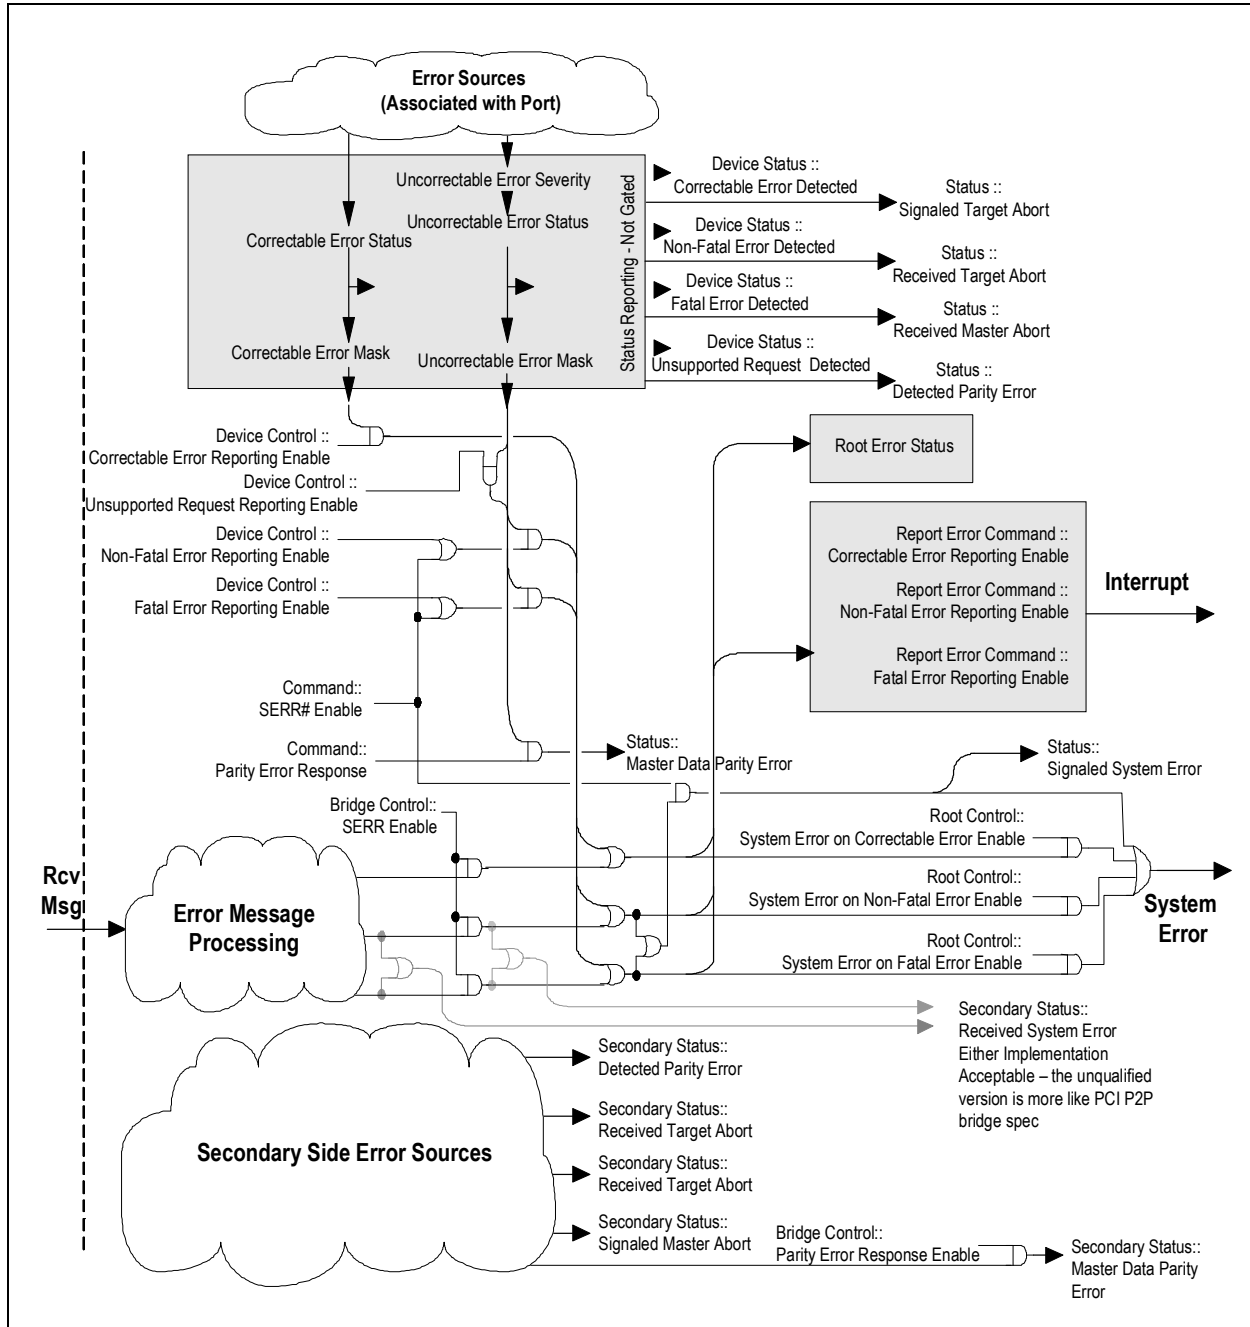 Error Sources
(Associated with Port)
Uncorrectable Error Severity
Uncorrectable Error Status
Correctable Error Status
Correctable Error Mask
Uncorrectable Error Mask
Status Reporting - Not Gated
Device Status ::
Correctable Error Detected
Status ::
Signaled Target Abort
Device Status ::
Non-Fatal Error Detected
Status ::
Received Target Abort
Device Status ::
Fatal Error Detected
Status ::
Received Master Abort
Device Status ::
Unsupported Request Detected
Status ::
Detected Parity Error
Device Control ::
Correctable Error Reporting Enable
Device Control ::
Unsupported Request Reporting Enable
Device Control ::
Non-Fatal Error Reporting Enable
Device Control ::
Fatal Error Reporting Enable
Root Error Status
Report Error Command ::
Correctable Error Reporting Enable
Report Error Command ::
Non-Fatal Error Reporting Enable
Report Error Command ::
Fatal Error Reporting Enable
Interrupt
Command::
SERR# Enable
Command::
Parity Error Response
Status::
Master Data Parity Error
Status::
Signaled System Error
Bridge Control::
SERR Enable
Root Control::
System Error on Correctable Error Enable
Root Control::
System Error on Non-Fatal Error Enable
Root Control::
System Error on Fatal Error Enable
System
Error
Rcv
Msg
Error Message
Processing
Secondary Status::
Received System Error
Either Implementation
Acceptable – the unqualified
version is more like PCI P2P
bridge spec
Secondary Side Error Sources
Secondary Status::
Detected Parity Error
Secondary Status::
Received Target Abort
Secondary Status::
Received Target Abort
Secondary Status::
Signaled Master Abort
Bridge Control::
Parity Error Response Enable
Secondary Status::
Master Data Parity
Error